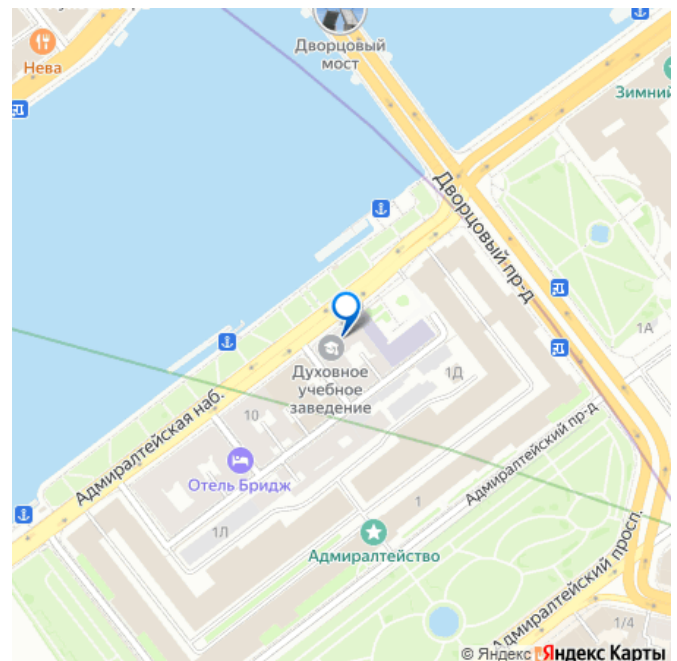 Нева
Дворцовый
мост
Зимний
Дворцовый пр-д
1А
Духовное
учебное
заведение
1Д
Адмиралтейская наб.
10
Отель Бридж
Адмиралтейский пр-д
1
1Л
Адмиралтейство
Адмиралтейский просп.
1/4
© Яндекс Яндекс Карты